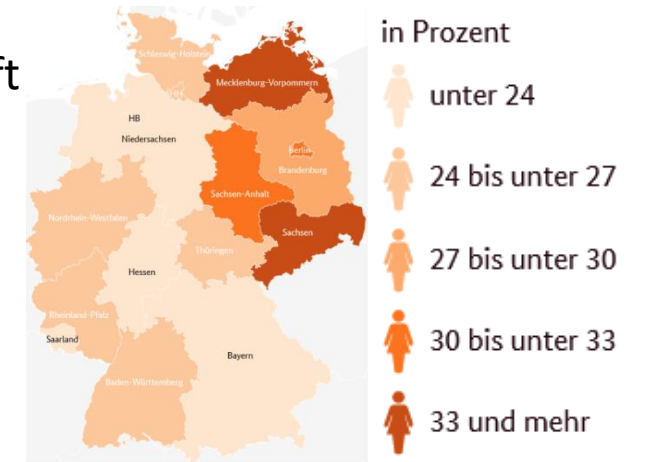 ft
in Prozent
unter 24
24 bis unter 27
27 bis unter 30
30 bis unter 33
33 und mehr
Schleswig-Holstein
HH
Mecklenburg-Vorpommern
HB
Niedersachsen
Berlin
Brandenburg
Sachsen-Anhalt
Nordrhein-Westfalen
Sachsen
Thüringen
Hessen
Rheinland-Pfalz
Saarland
Bayern
Baden-Württemberg